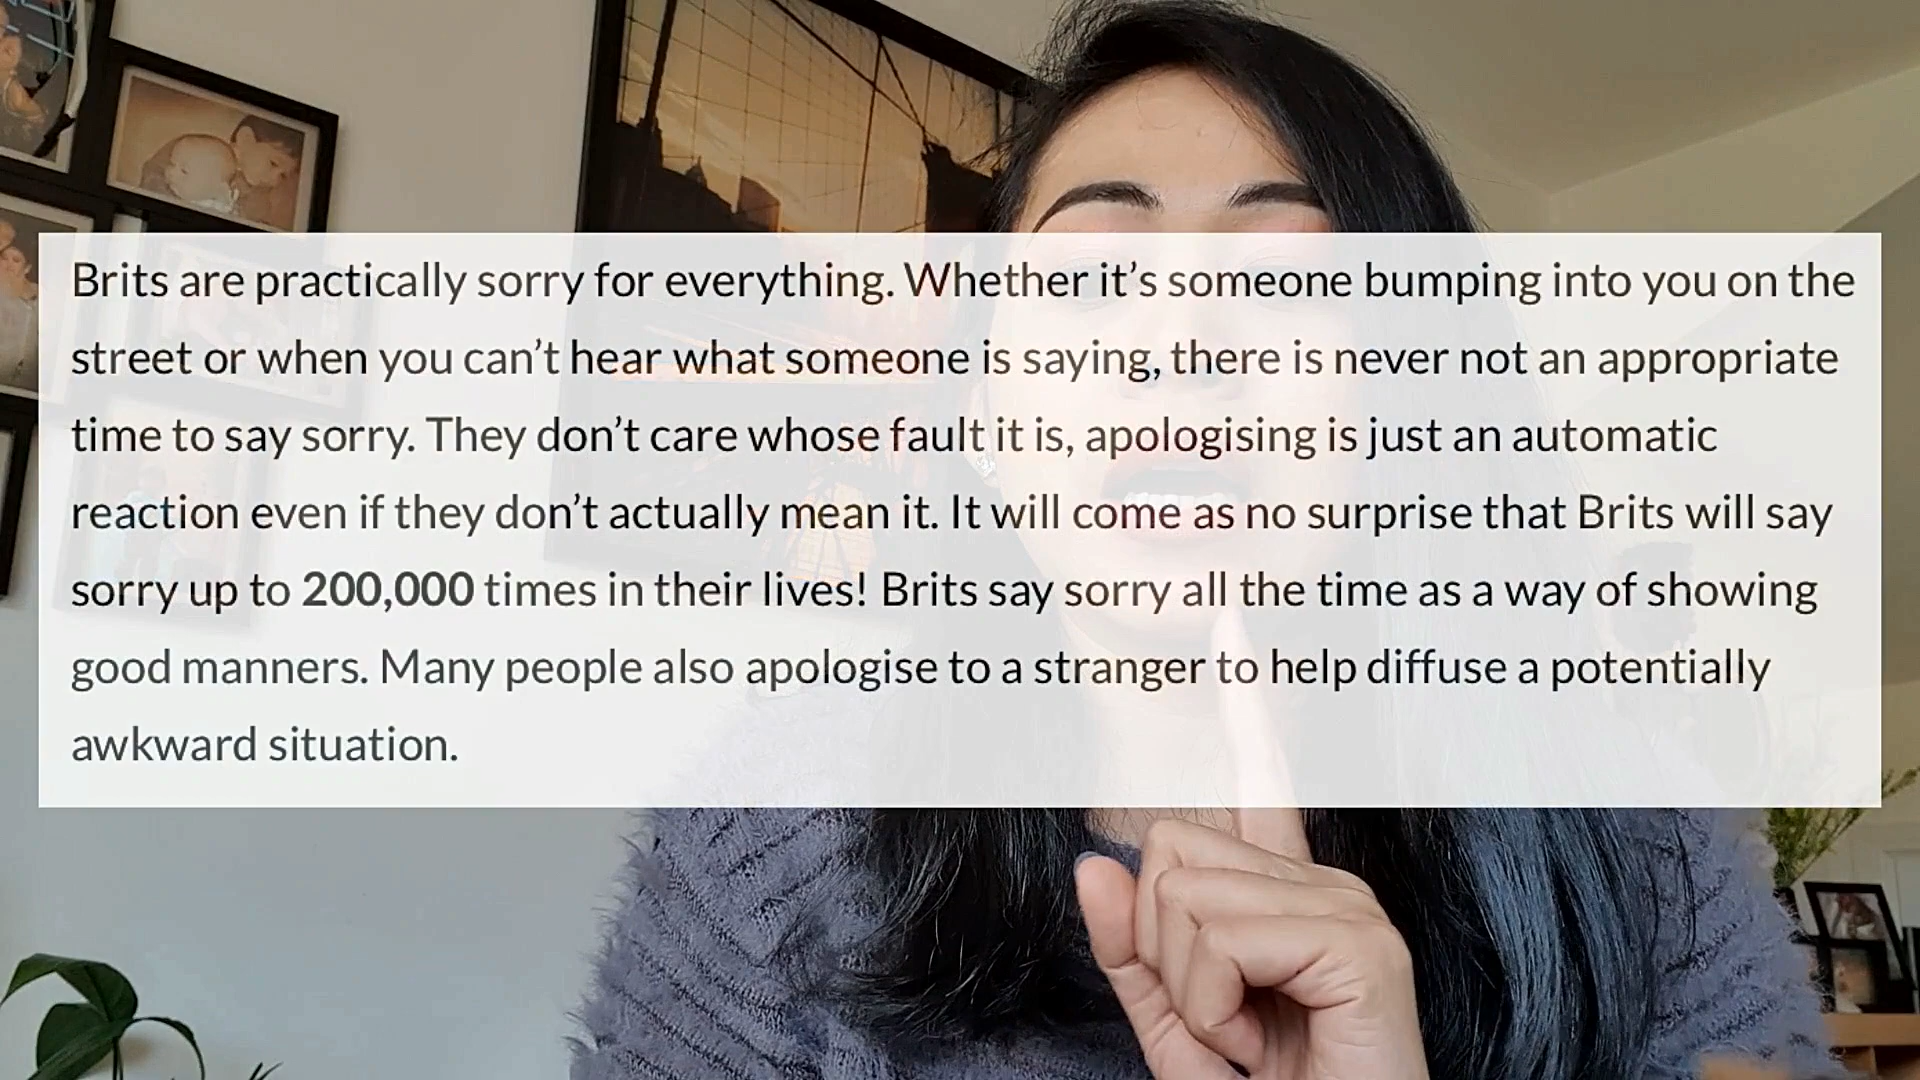 Brits are practically sorry for everything. Whether it’s someone bumping into you on the
street or when you can’t hear what someone is saying, there is never not an appropriate
time to say sorry. They don’t care whose fault it is, apologising is just an automatic
reaction even if they don’t actually mean it. It will come as no surprise that Brits will say
sorry up to 200,000 times in their lives! Brits say sorry all the time as a way of showing
good manners. Many people also apologise to a stranger to help diffuse a potentially
awkward situation.